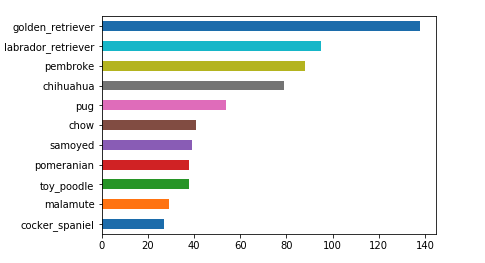 golden_retriever
labrador_retriever
pembroke
chihuahua
pug
chow
samoyed
pomeranian
toy_poodle
malamute
cocker_spaniel
0 20 40 60 80 100 120 140